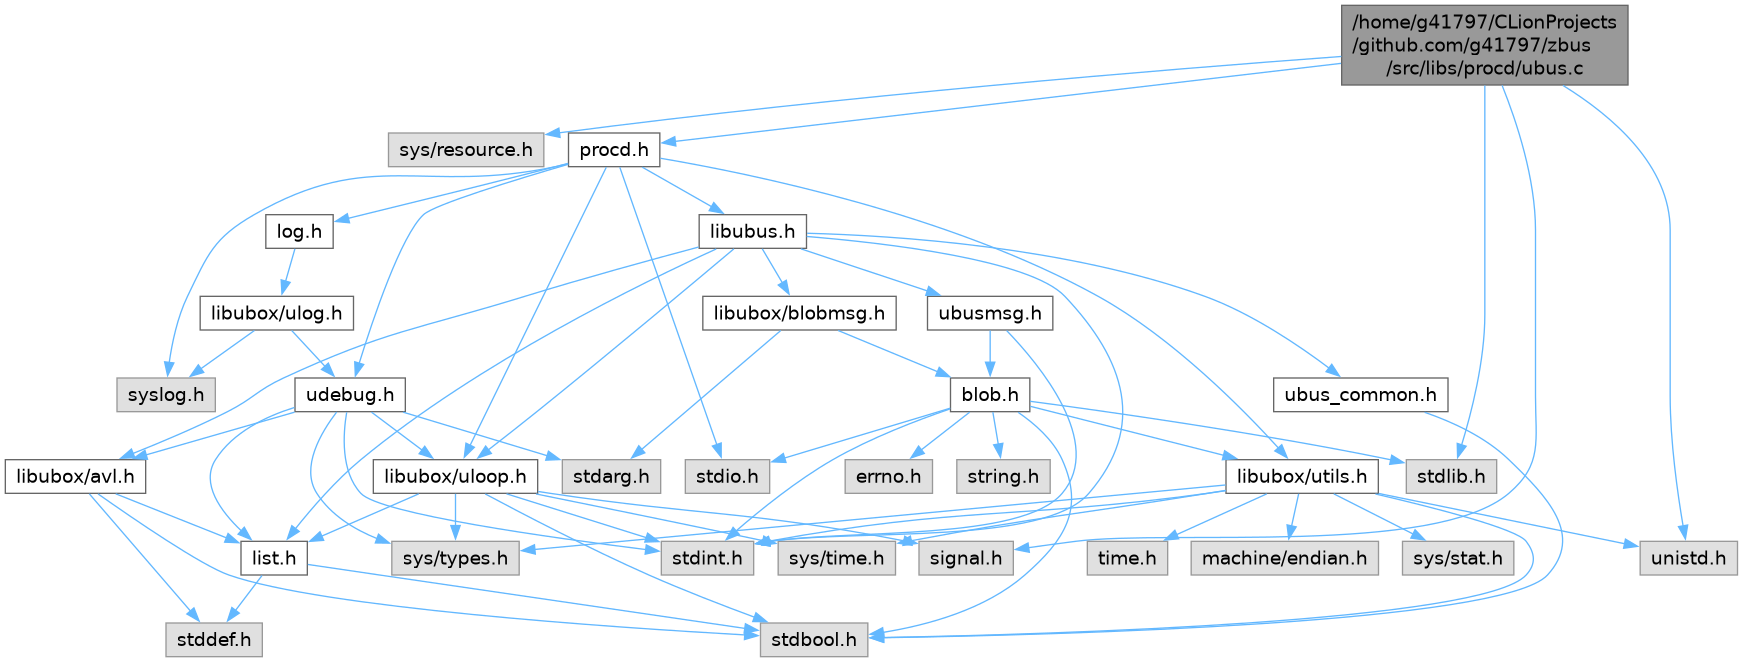 /home/g41797/CLionProjects
/github.com/g41797/zbus
/src/libs/procd/ubus.c
sys/resource.h
procd.h
log.h
libubus.h
libubox/ulog.h
libubox/blobmsg.h
ubusmsg.h
syslog.h
udebug.h
blob.h
ubus_common.h
libubox/avl.h
libubox/uloop.h
stdarg.h
stdio.h
errno.h
string.h
libubox/utils.h
stdlib.h
list.h
sys/types.h
stdint.h
sys/time.h
signal.h
time.h
machine/endian.h
sys/stat.h
unistd.h
stddef.h
stdbool.h